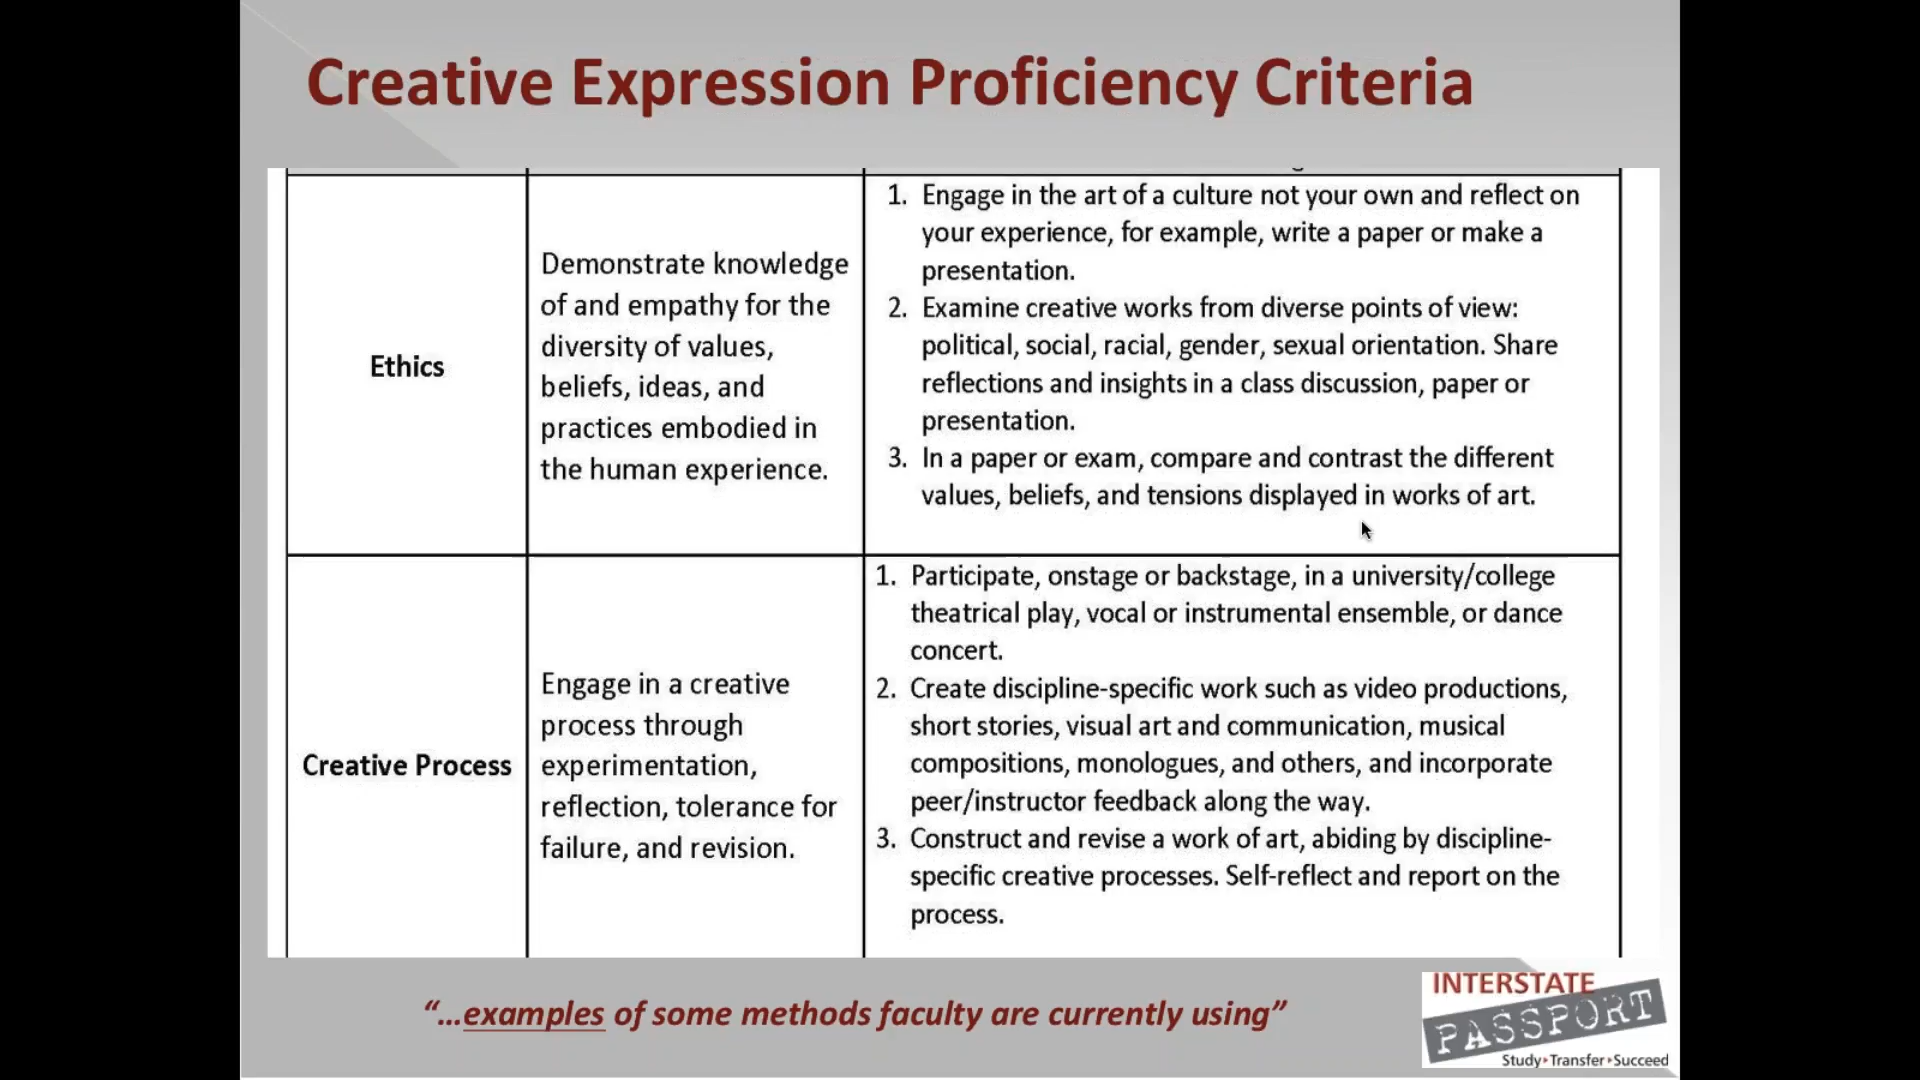 Creative Expression Proficiency Criteria
Ethics
Demonstrate knowledge
of and empathy for the
diversity of values,
beliefs, ideas, and
practices embodied in
the human experience.
1. Engage in the art of a culture not your own and reflect on
your experience, for example, write a paper or make a
presentation.
2. Examine creative works from diverse points of view:
political, social, racial, gender, sexual orientation. Share
reflections and insights in a class discussion, paper or
presentation.
3. In a paper or exam, compare and contrast the different
values, beliefs, and tensions displayed in works of art.
Creative Process
Engage in a creative
process through
experimentation,
reflection, tolerance for
failure, and revision.
1. Participate, onstage or backstage, in a university/college
theatrical play, vocal or instrumental ensemble, or dance
concert.
2. Create discipline-specific work such as video productions,
short stories, visual art and communication, musical
compositions, monologues, and others, and incorporate
peer/instructor feedback along the way.
3. Construct and revise a work of art, abiding by discipline-
specific creative processes. Self-reflect and report on the
process.
“…examples of some methods faculty are currently using”
INTERSTATE
PASSPORT
Study▸Transfer▸Succeed